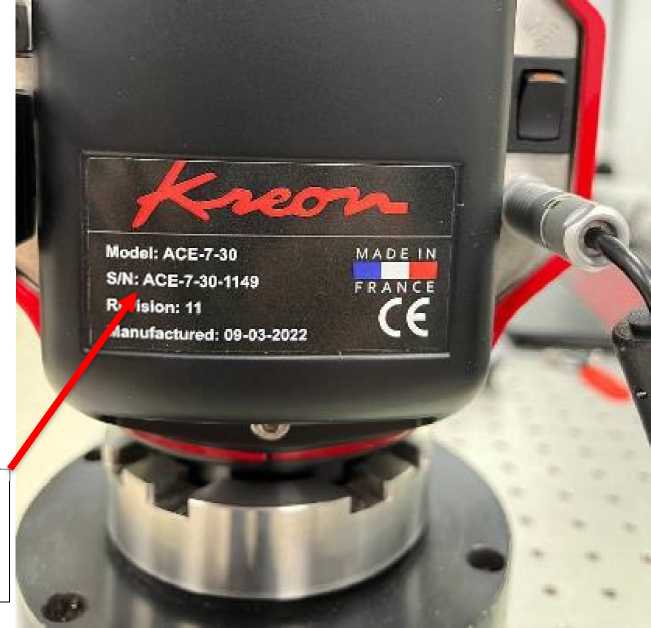 Kreon
Model: ACE-7-30
S/N: ACE-7-30-1149
Revision: 11
Manufactured: 09-03-2022
MADE IN
FRANCE
CE